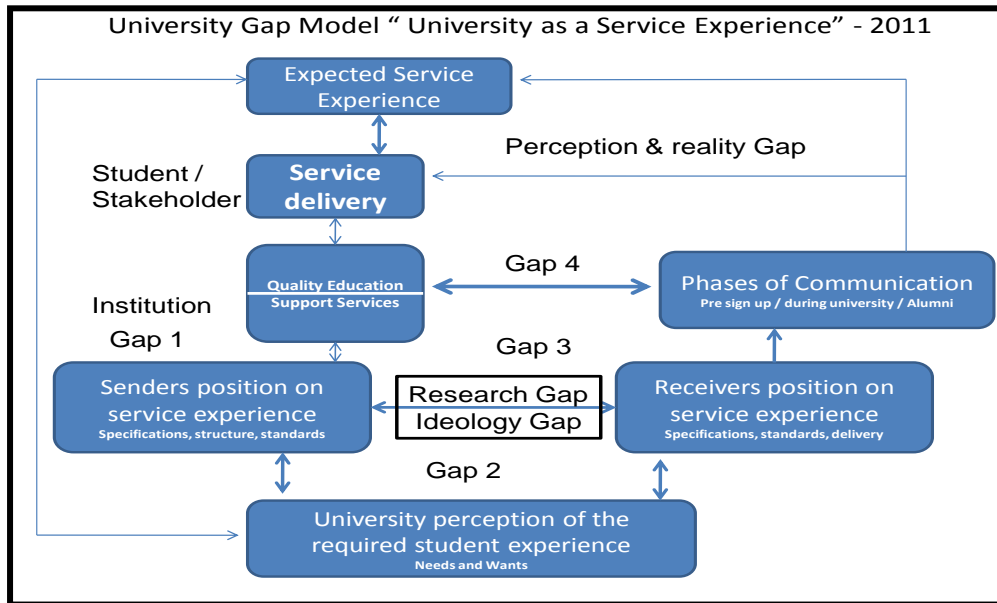 University Gap Model “ University as a Service Experience” - 2011
Expected Service
Experience
Perception & reality Gap
Student /
Stakeholder
Service
delivery
Gap 4
Quality Education
Support Services
Phases of Communication
Pre sign up / during university / Alumni
Institution
Gap 1
Gap 3
Senders position on
service experience
Specifications, structure, standards
Research Gap
Ideology Gap
Receivers position on
service experience
Specifications, standards, delivery
Gap 2
University perception of the
required student experience
Needs and Wants